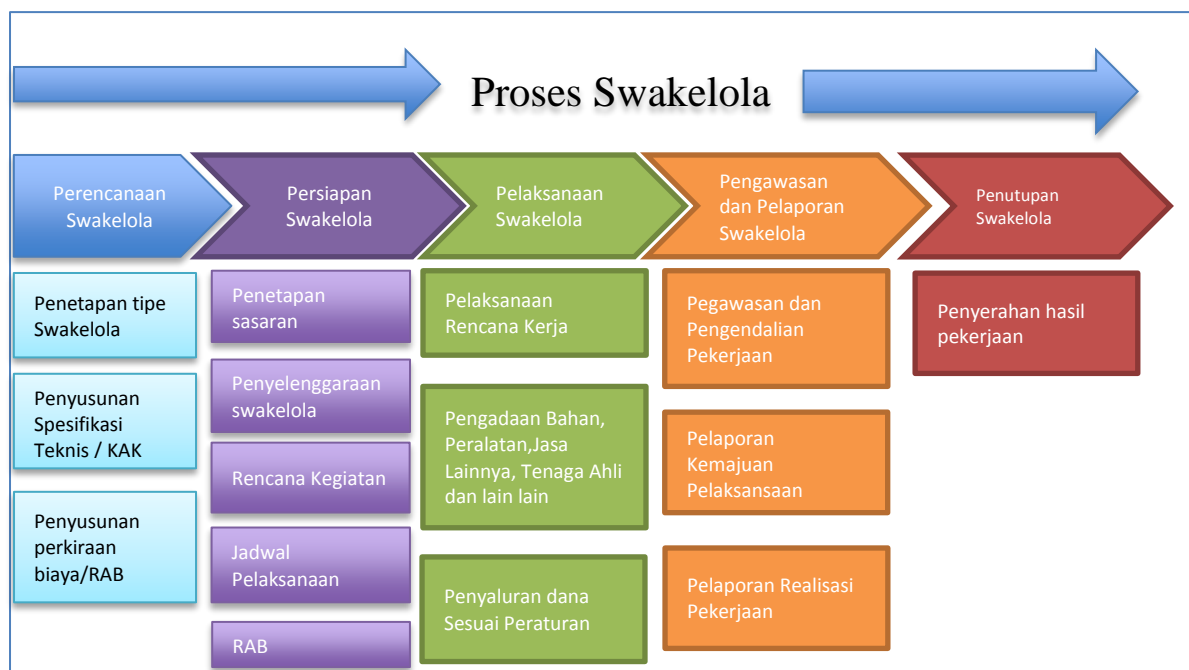 Proses Swakelola
Perencanaan
Swakelola
Persiapan
Swakelola
Pelaksanaan
Swakelola
Pengawasan
dan Pelaporan
Swakelola
Penutupan
Swakelola
Penetapan tipe
Swakelola
Penyusunan
Spesifikasi
Teknis / KAK
Penyusunan
perkiraan
biaya/RAB
Penetapan
sasaran
Penyelenggaraan
swakelola
Rencana Kegiatan
Jadwal
Pelaksanaan
RAB
Pelaksanaan
Rencana Kerja
Pengadaan Bahan,
Peralatan,Jasa
Lainnya, Tenaga Ahli
dan lain lain
Penyaluran dana
Sesuai Peraturan
Pegawasan dan
Pengendalian
Pekerjaan
Pelaporan
Kemajuan
Pelaksansaan
Pelaporan Realisasi
Pekerjaan
Penyerahan hasil
pekerjaan